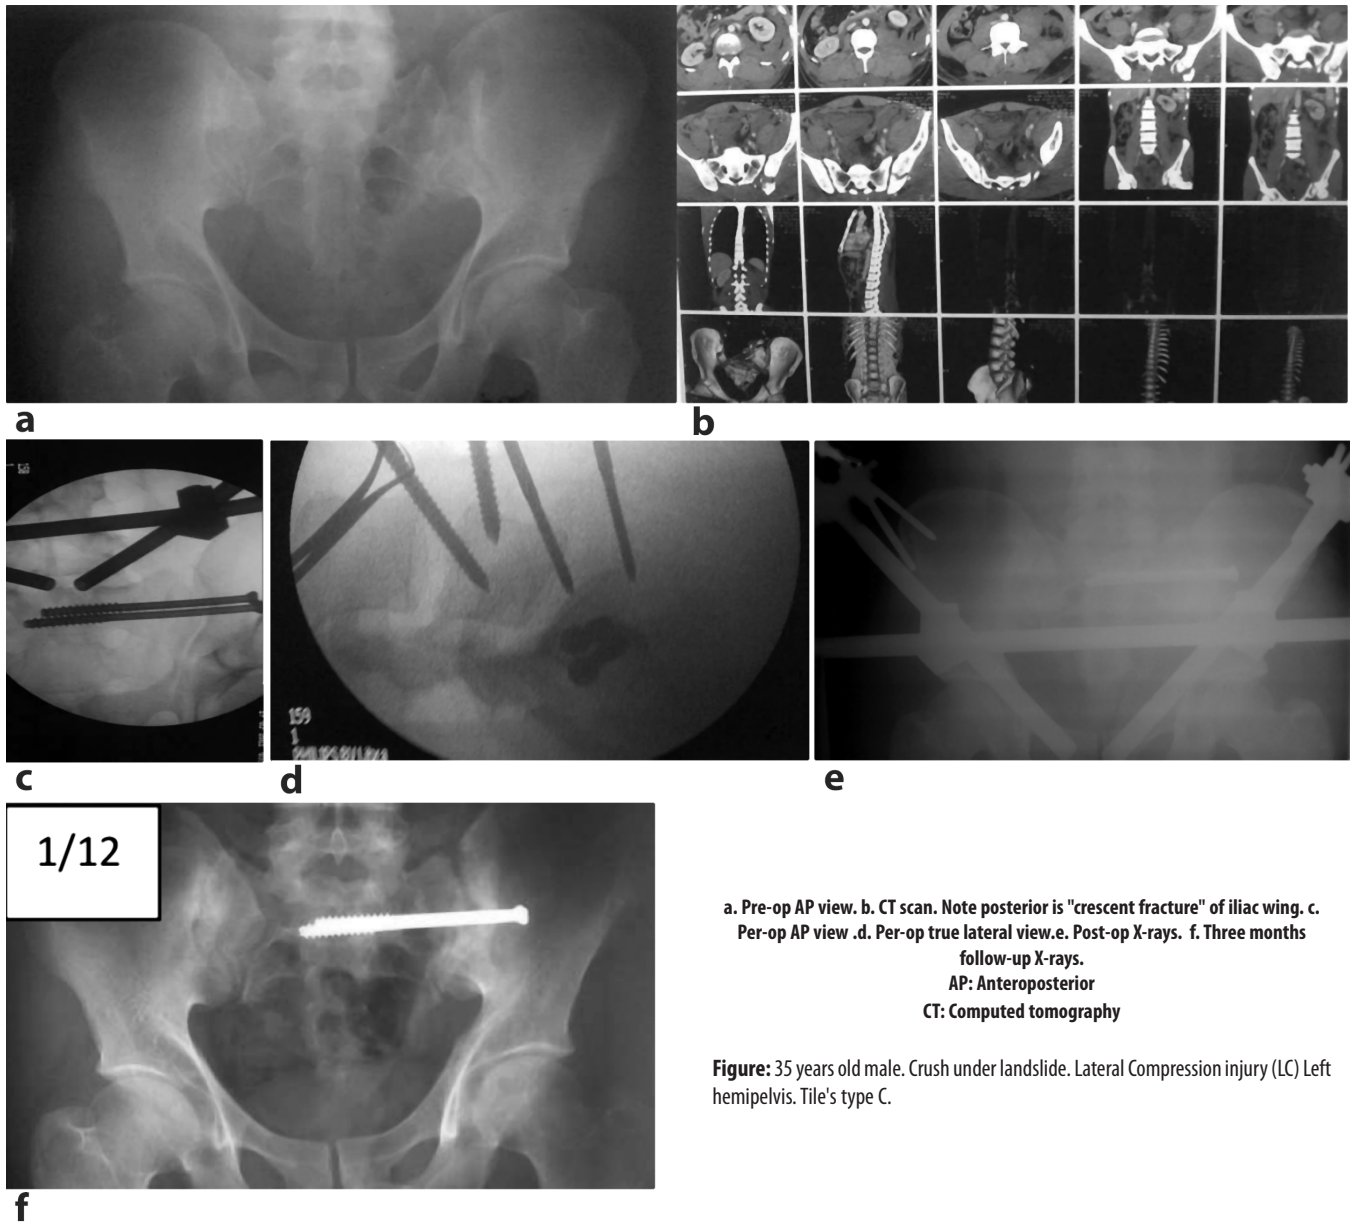 a
b
159
1
c
d
e
1/12
a. Pre-op AP view. b. CT scan. Note posterior is "crescent fracture" of iliac wing. c.
Per-op AP view .d. Per-op true lateral view.e. Post-op X-rays.  f. Three months
follow-up X-rays.
AP: Anteroposterior
CT: Computed tomography
Figure: 35 years old male. Crush under landslide. Lateral Compression injury (LC) Left
hemipelvis. Tile's type C.
f